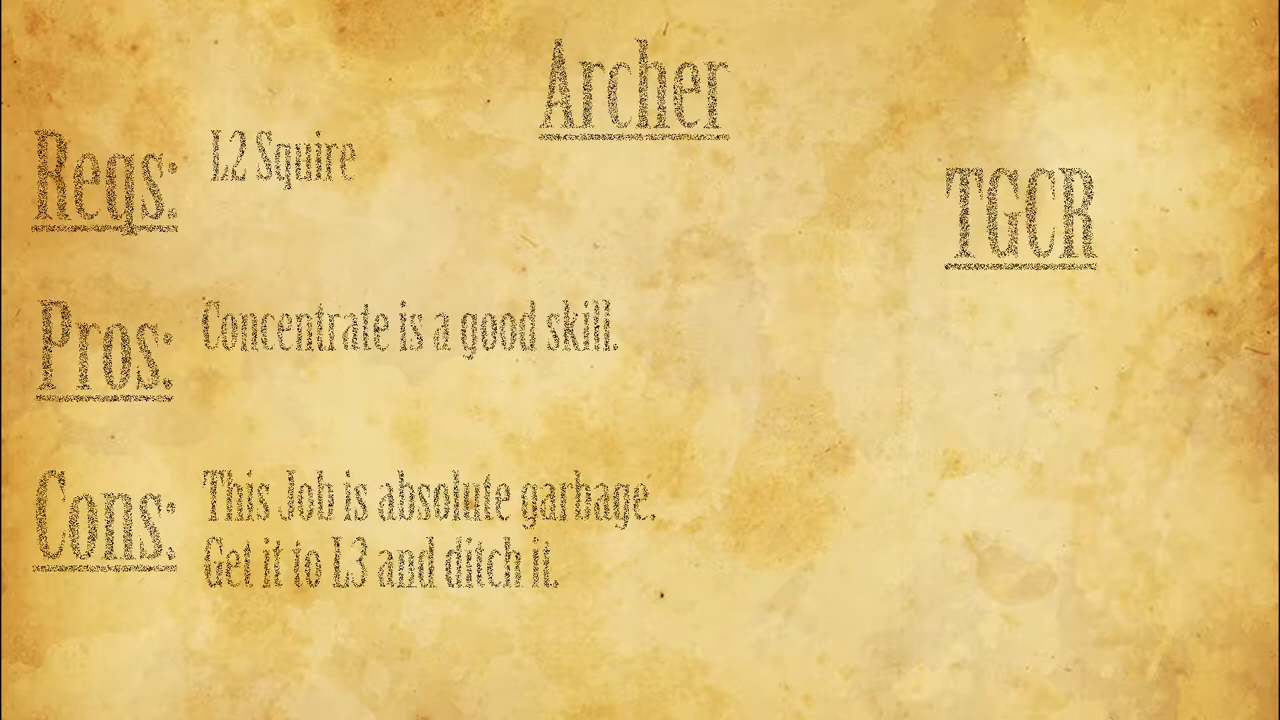 Archer
Reqs: L2 Squire
TGCR
Pros: Concentrate is a good skill.
Cons: This Job is absolute garbage.
Get it to L3 and ditch it.